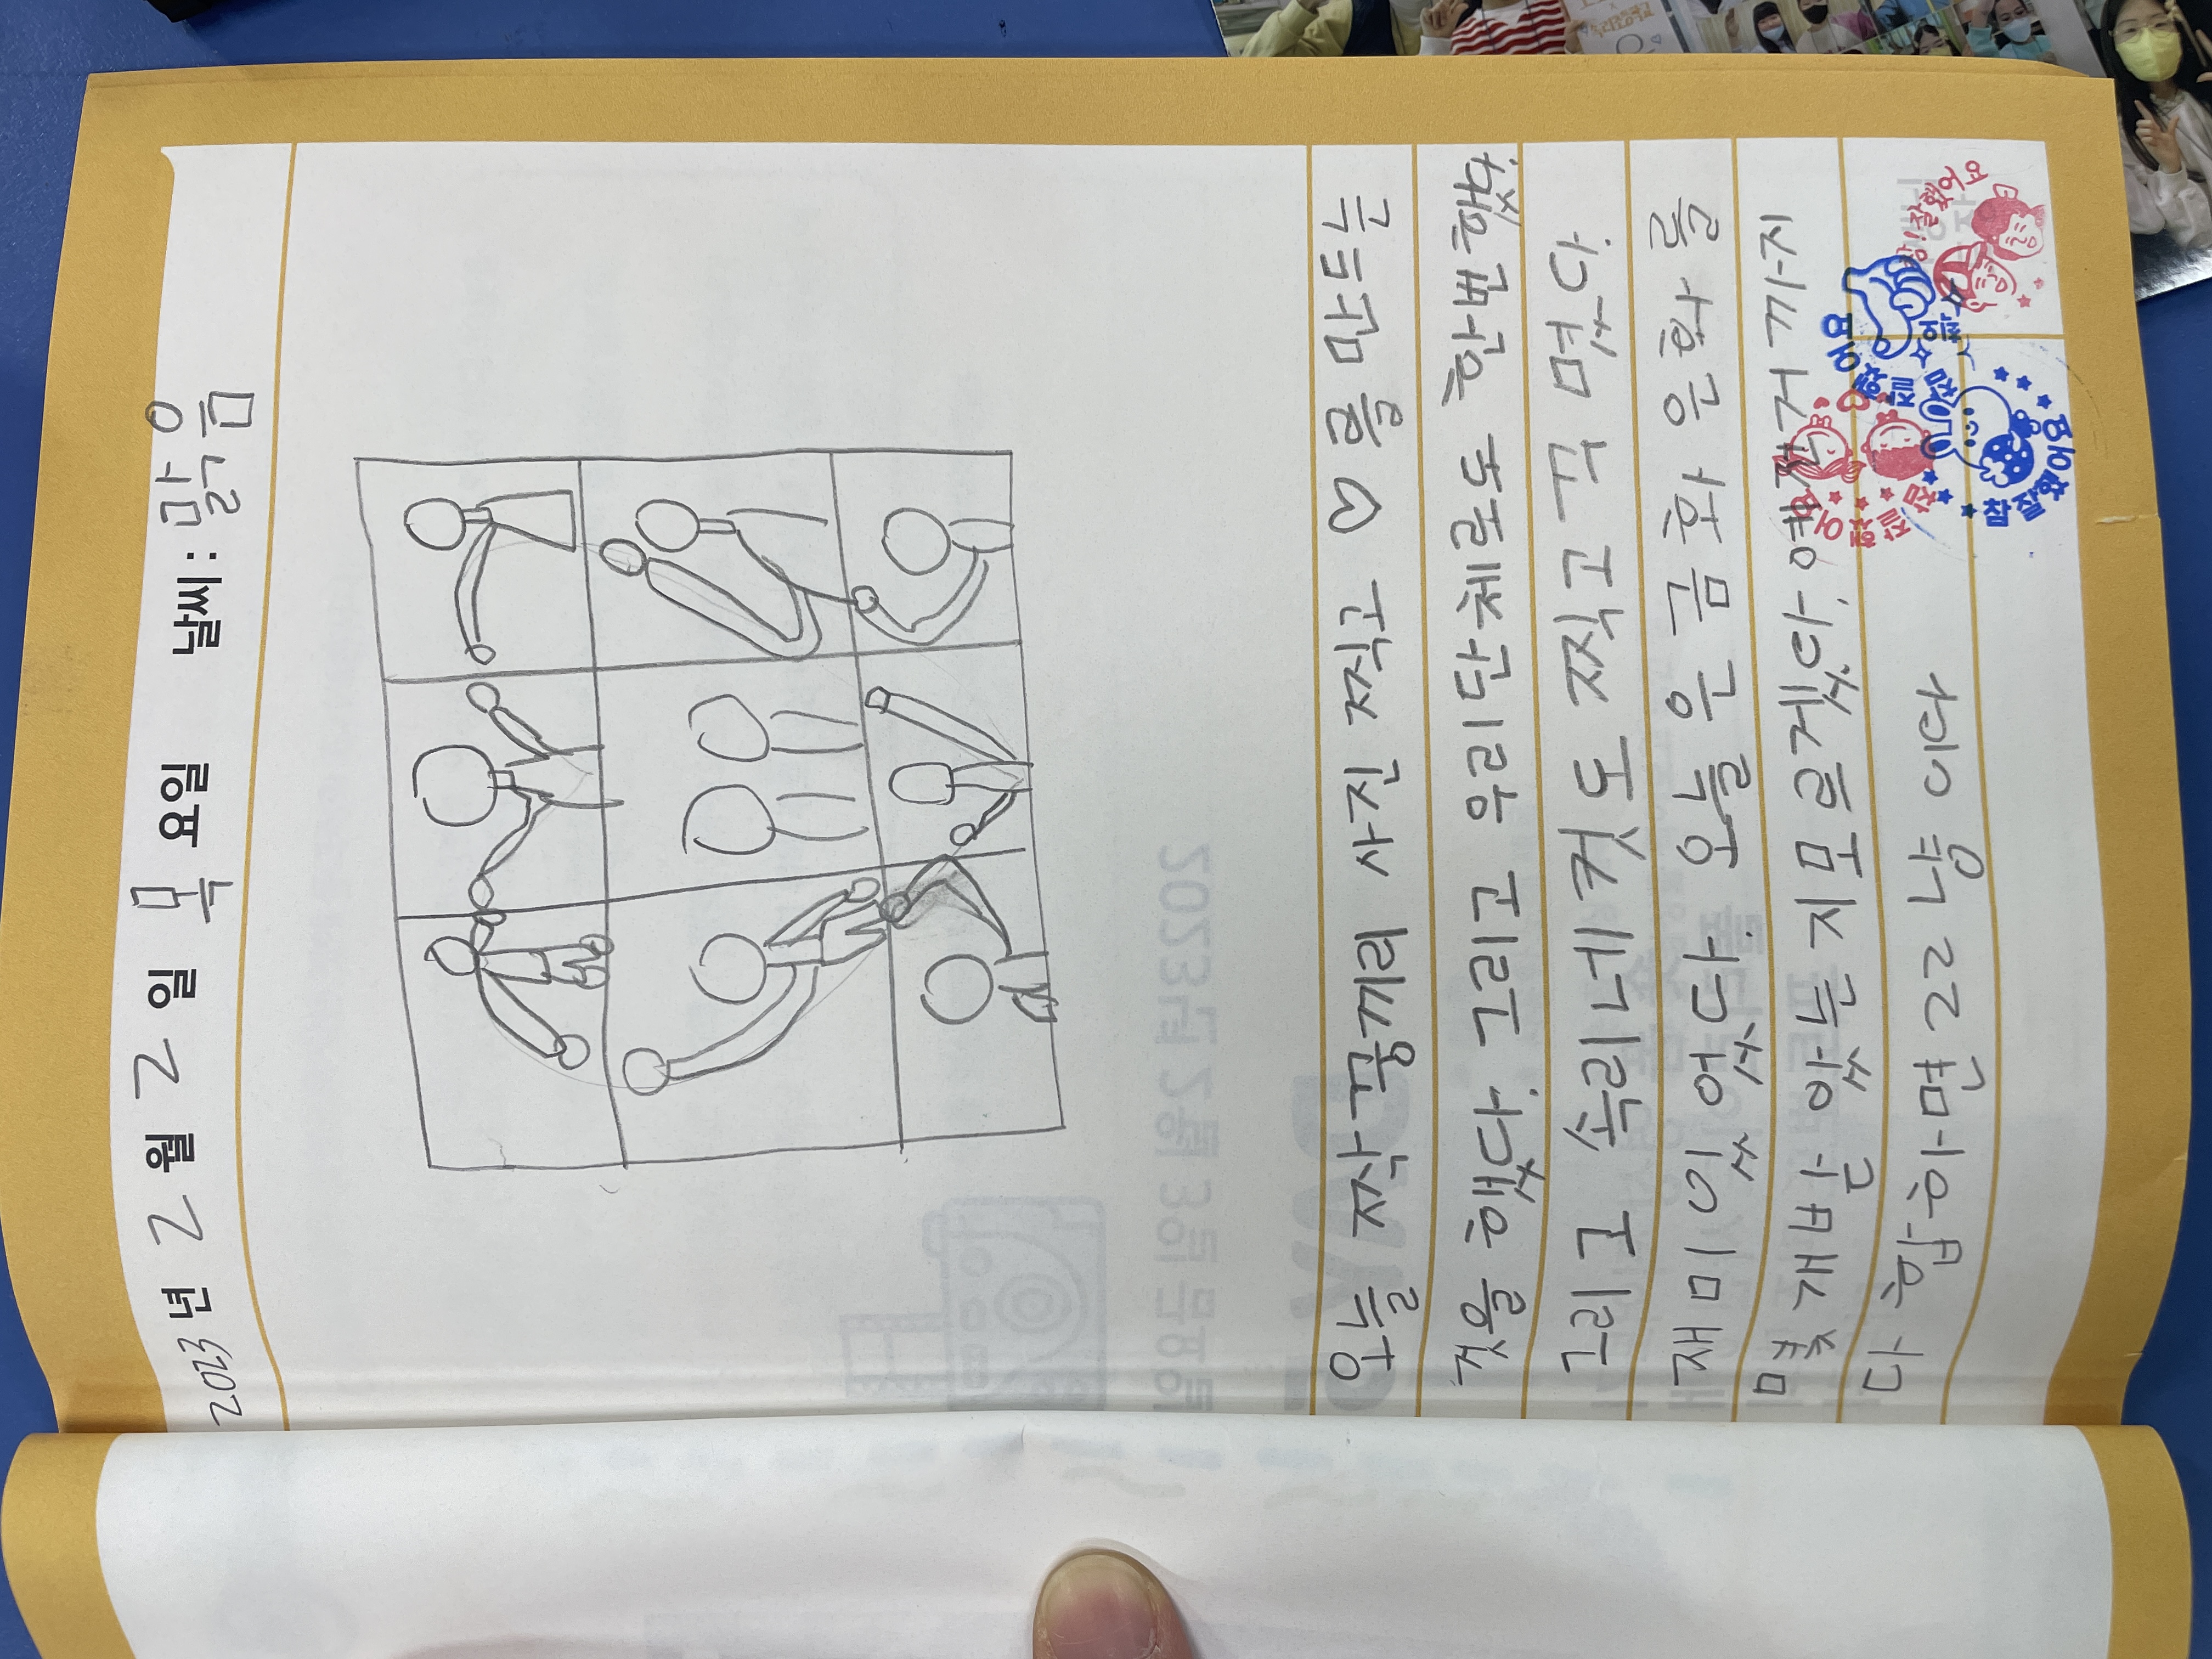 2023년 2월 2일 목요일 날씨: 맑음
오늘 짝꿍끼리 사진 찍고 ♡를 만드는
것을 했다. 그리고 우리단체로도 한번했다.
그리고 속리네컷도 찍고 꾸몄다.
재미있었다. 오늘은 금화 은화를
몇개받았는지모르겠다. 예전거까지
다 합하면 22냥이다
참 잘했어요
참 잘했어요
참 잘했어요
참! 잘했어요
2023년 2월 3일 금요일
DAY 5